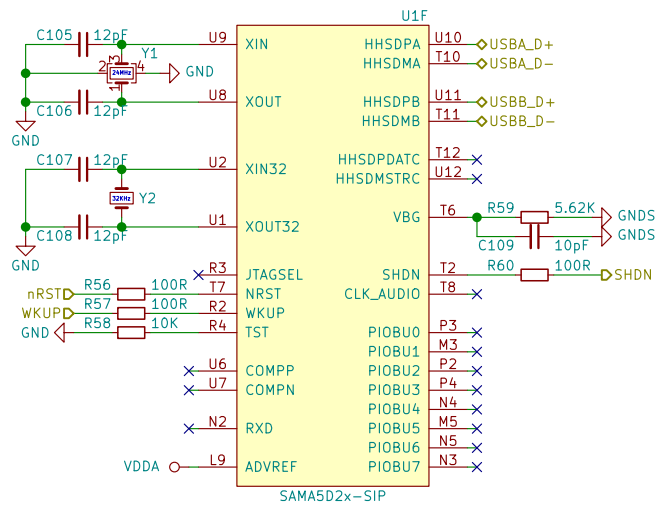 U1F
C105 12pF U9 XIN HHSDPA U10 USBA_D+
Y1
3
2 24MHz 4 GND HHSDMA T10 USBA_D-
1
U8 XOUT HHSDPB U11 USBB_D+
C106 12pF HHSDMB T11 USBB_D-
GND
C107 12pF U2 XIN32 HHSDPDATC T12
HHSDMSTRC U12
32KHz Y2
VBG T6 R59 5.62K GNDS
C108 12pF U1 XOUT32 C109 10pF GNDS
GND
R3 JTAGSEL SHDN T2 R60 100R SHDN
nRST R56 100R T7 NRST CLK_AUDIO T8
WKUP R57 100R R2 WKUP
GND R58 10K R4 TST PIOBU0 P3
PIOBU1 M3
U6 COMPP PIOBU2 P2
U7 COMPN PIOBU3 P4
PIOBU4 N4
N2 RXD PIOBU5 M5
PIOBU6 N5
VDDA L9 ADVREF PIOBU7 N3
SAMA5D2x-SIP